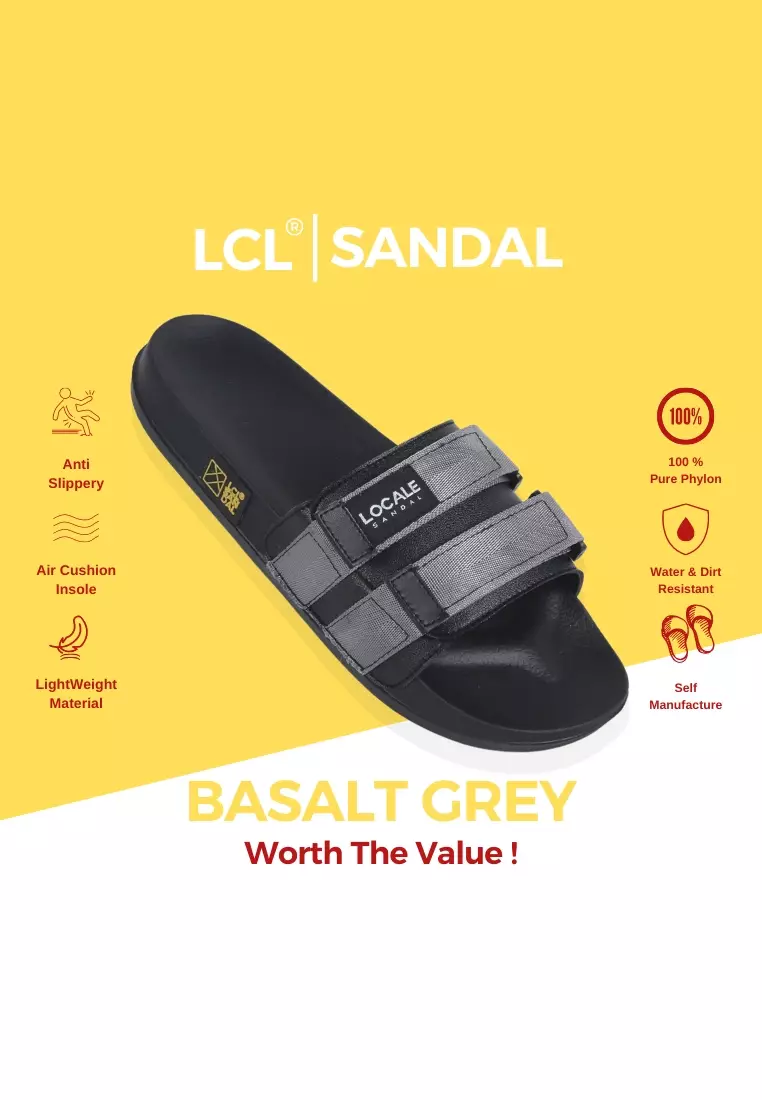 LCL® | SANDAL
Anti
Slippery
Air Cushion
Insole
LightWeight
Material
LOCALE
SANDAL
100%
100 %
Pure Phylon
Water & Dirt
Resistant
Self
Manufacture
BASALT GREY
Worth The Value !